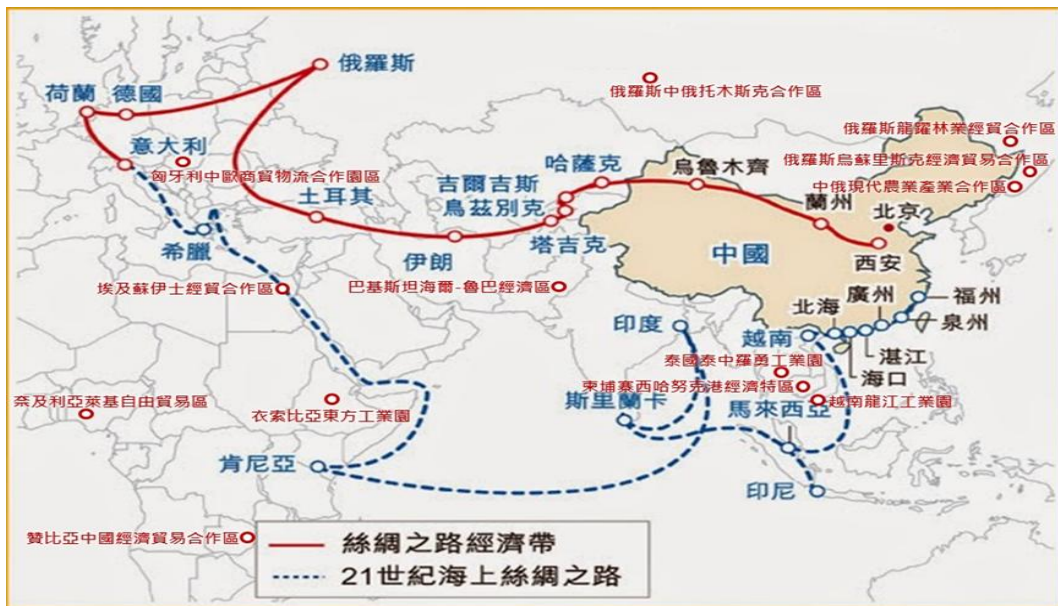 俄羅斯
俄羅斯中俄托木斯克合作區
荷蘭
德國
俄羅斯龍躍林業經貿合作區
意大利
俄羅斯烏蘇里斯克經濟貿易合作區
哈薩克
烏魯木齊
匈牙利中歐商貿物流合作園區
中俄現代農業產業合作區
吉爾吉斯
土耳其
烏茲別克
蘭州
北京
希臘
伊朗
塔吉克
中國
西安
埃及蘇伊士經貿合作區
巴基斯坦海爾-魯巴經濟區
廣州
福州
北海
印度
越南
泉州
湛江
泰國泰中羅勇工業園
海口
柬埔寨西哈努克港經濟特區
奈及利亞萊基自由貿易區
衣索比亞東方工業園
斯里蘭卡
越南龍江工業園
馬來西亞
肯尼亞
印尼
贊比亞中國經濟貿易合作區
絲綢之路經濟帶
21世紀海上絲綢之路